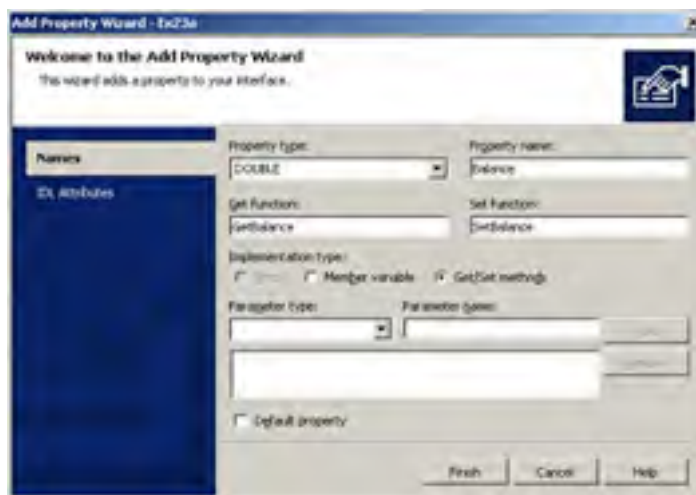 Add Property Wizard - Ex23a
Welcome to the Add Property Wizard
This wizard adds a property to your interface.
Names
IDL Attributes
Property type:
Property name:
DOUBLE
Balance
Get function:
Set function:
GetBalance
SetBalance
Implementation type:
Member variable
Get/Set methods
Parameter type:
Parameter name:
Default property
Finish
Cancel
Help